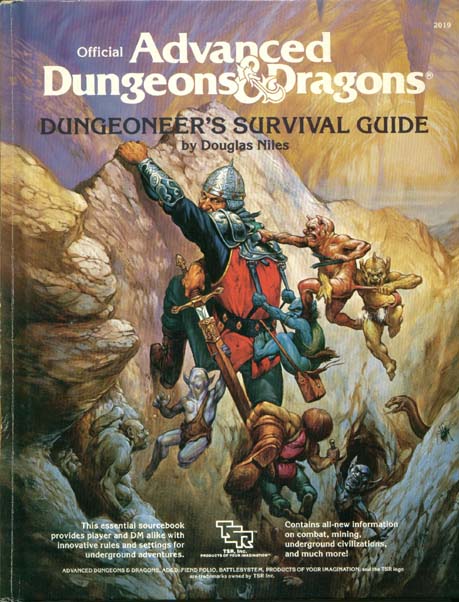 2019
Official Advanced
Dungeons & Dragons®
DUNGEONEER'S SURVIVAL GUIDE
by Douglas Niles
This essential sourcebook
provides player and DM alike with
innovative rules and settings for
underground adventures.
TSR
TSR, Inc.
PRODUCTS OF YOUR IMAGINATION™
Contains all-new information
on combat, mining,
underground civilizations,
and much more!
ADVANCED DUNGEONS & DRAGONS, AD&D, FIEND FOLIO, BATTLESYSTEM, PRODUCTS OF YOUR IMAGINATION, and the TSR logo
are trademarks owned by TSR Inc.